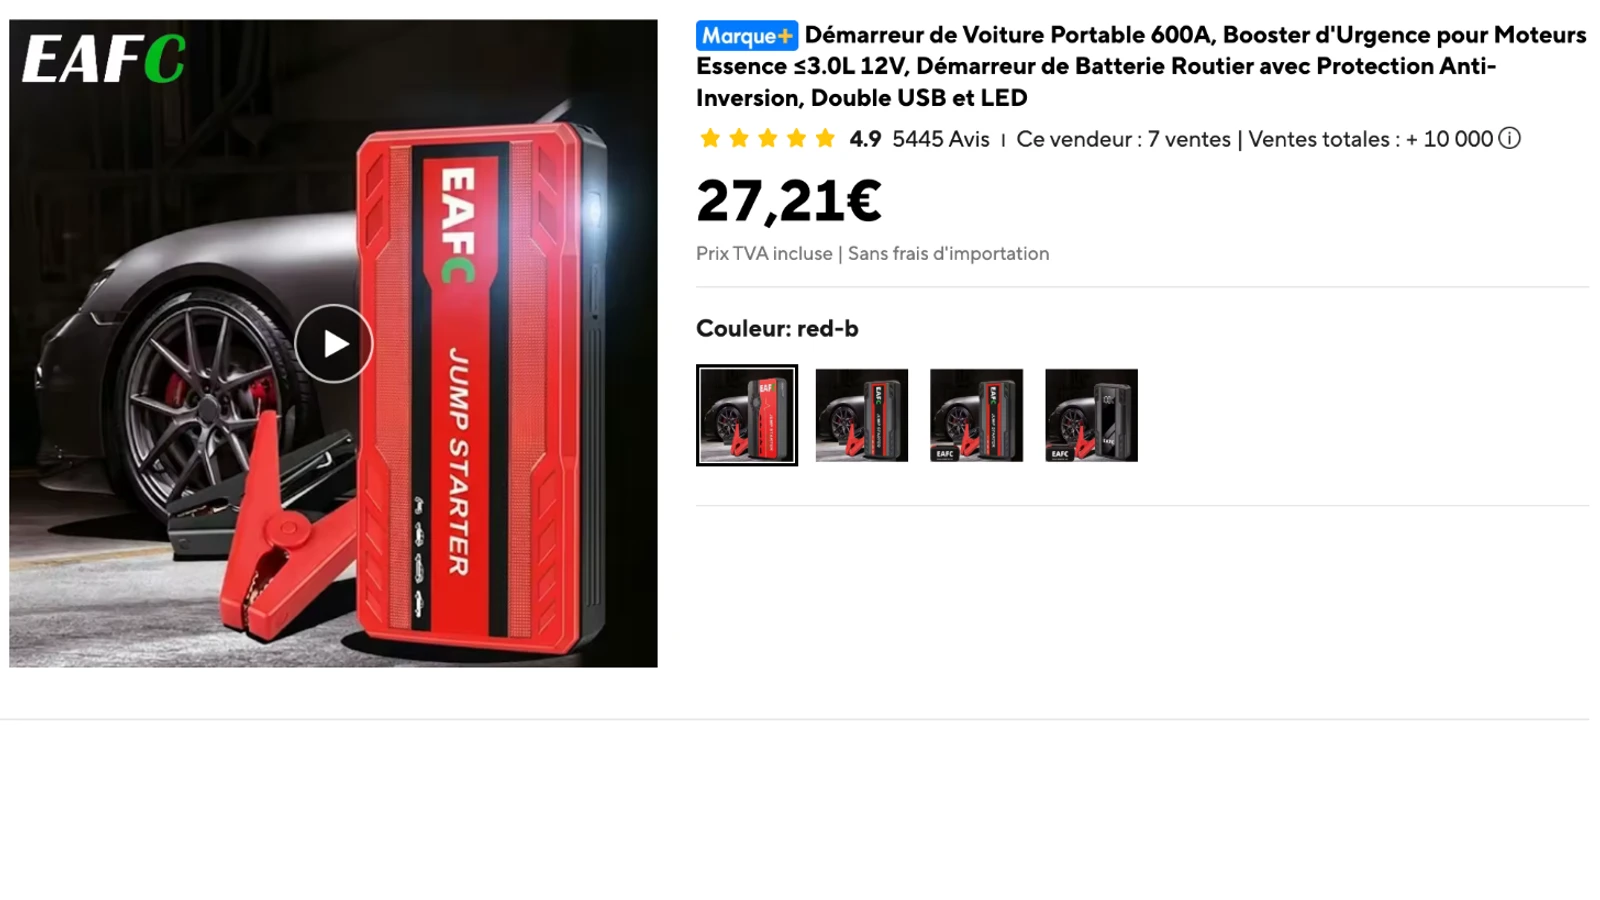 EAFC
EAFC
JUMP STARTER
Marque+ Démarreur de Voiture Portable 600A, Booster d'Urgence pour Moteurs
Essence ≤3.0L 12V, Démarreur de Batterie Routier avec Protection Anti-
Inversion, Double USB et LED
4.9 5445 Avis | Ce vendeur : 7 ventes | Ventes totales : + 10 000
27,21€
Prix TVA incluse | Sans frais d'importation
Couleur: red-b
EAFC
EAFC